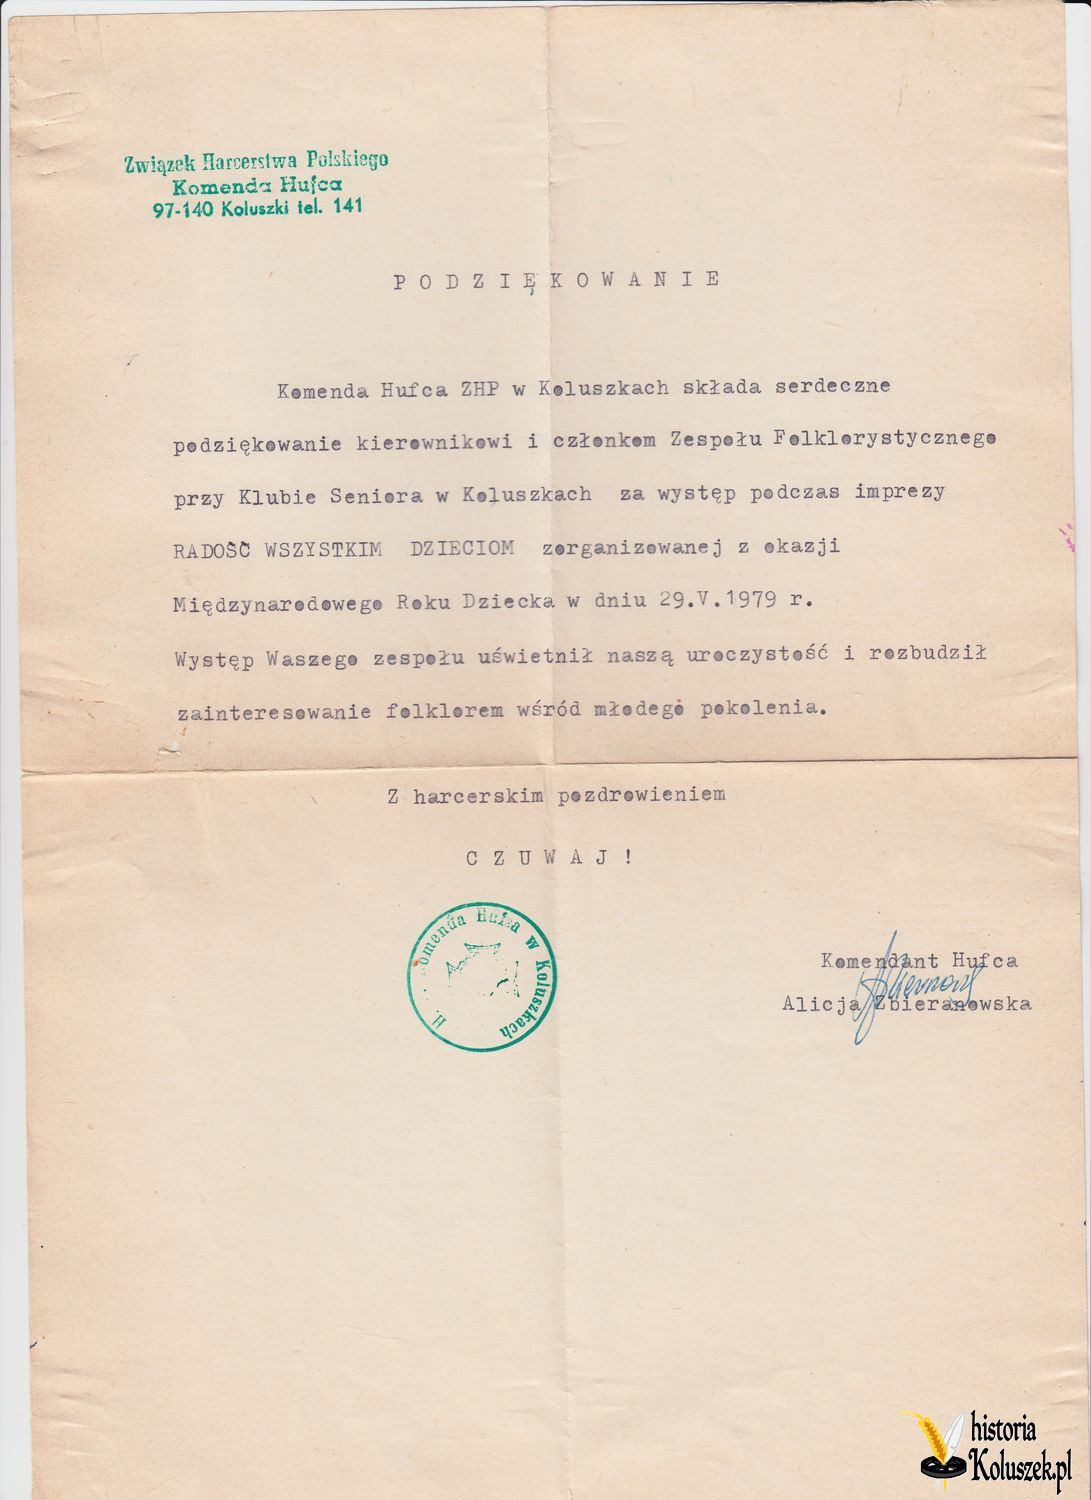 Związek Harcerstwa Polskiego
Komenda Hufca
97-140 Koluszki tel. 141
PODZIĘKOWANIE
Komenda Hufca ZHP w Koluszkach składa serdeczne
podziękowanie kierownikowi i członkom Zespołu Folklorystycznego
przy Klubie Seniora w Koluszkach za występ podczas imprezy
RADOŚĆ WSZYSTKIM DZIECIOM zorganizowanej z okazji
Międzynarodowego Roku Dziecka w dniu 29.V.1979 r.
Występ Waszego zespołu uświetnił naszą uroczystość i rozbudził
zainteresowanie folklorem wśród młodego pokolenia.
Z harcerskim pozdrowieniem
CZUWAJ!
Komenda Hufca w Koluszkach
Komendant Hufca
Alicja Zbieranowska
historia
Koluszek.pl